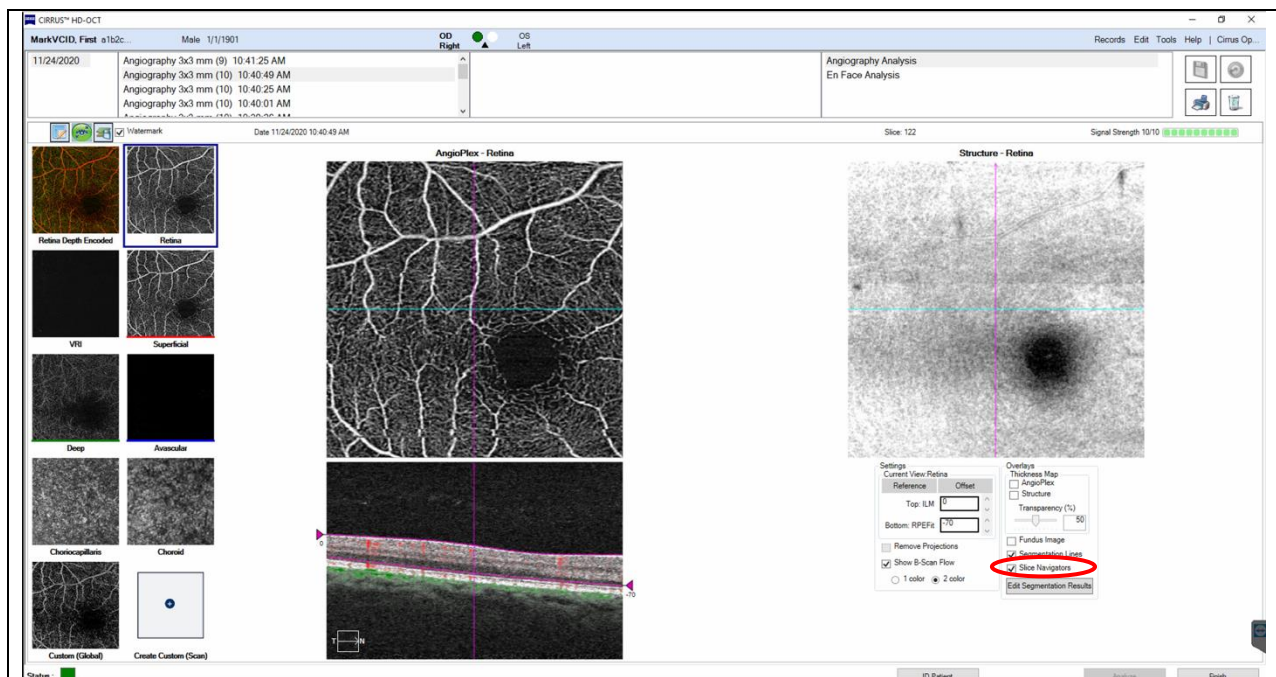 CIRRUS™ HD-OCT
MarkVCID, First a1b2c... Male 1/1/1901 OD Right OS Left Records Edit Tools Help | Cirrus Op...
11/24/2020
Angiography 3x3 mm (9) 10:41:25 AM
Angiography 3x3 mm (10) 10:40:49 AM
Angiography 3x3 mm (10) 10:40:25 AM
Angiography 3x3 mm (10) 10:40:01 AM
Angiography Analysis
En Face Analysis
Watermark Date 11/24/2020 10:40:49 AM Slice: 122 Signal Strength 10/10
AngioPlex - Retina
Structure - Retina
Retina Depth Encoded Retina
VRI Superficial
Deep Avascular
Choriocapillaris Choroid
Custom (Global) Create Custom (Scan)
0
-70
T N
Settings
Current View:Retina
Reference Offset
Top: ILM 0
Bottom: RPEFit -70
Remove Projections
Show B-Scan Flow
1 color 2 color
Overlays
Thickness Map
AngioPlex
Structure
Transparency (%)
50
Fundus Image
Segmentation Lines
Slice Navigators
Edit Segmentation Results
Status : ID Patient Analyze Finish